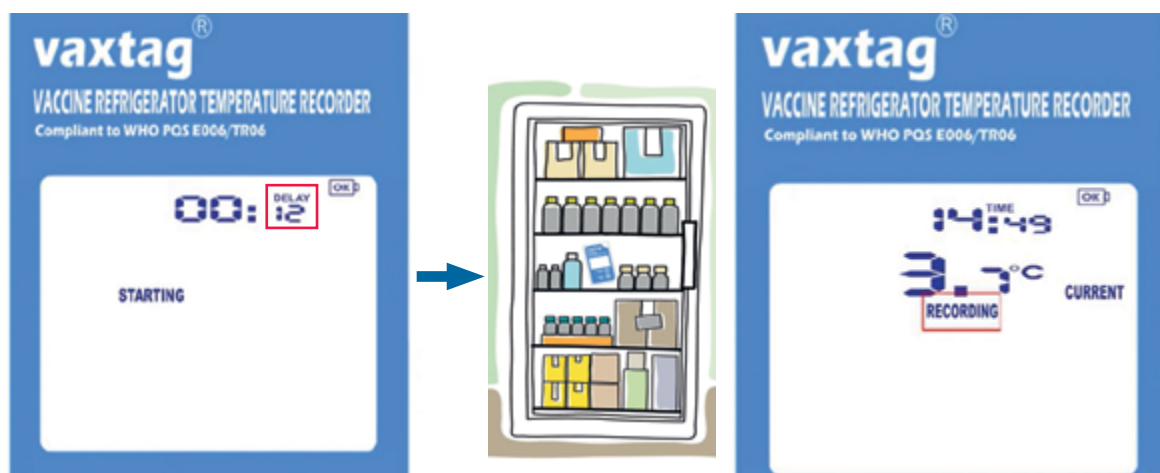 vaxtag®
VACCINE REFRIGERATOR TEMPERATURE RECORDER
Compliant to WHO PQS E006/TR06
OK
DELAY
00:12
STARTING
vaxtag®
VACCINE REFRIGERATOR TEMPERATURE RECORDER
Compliant to WHO PQS E006/TR06
OK
TIME
14:49
3.7°C
CURRENT
RECORDING